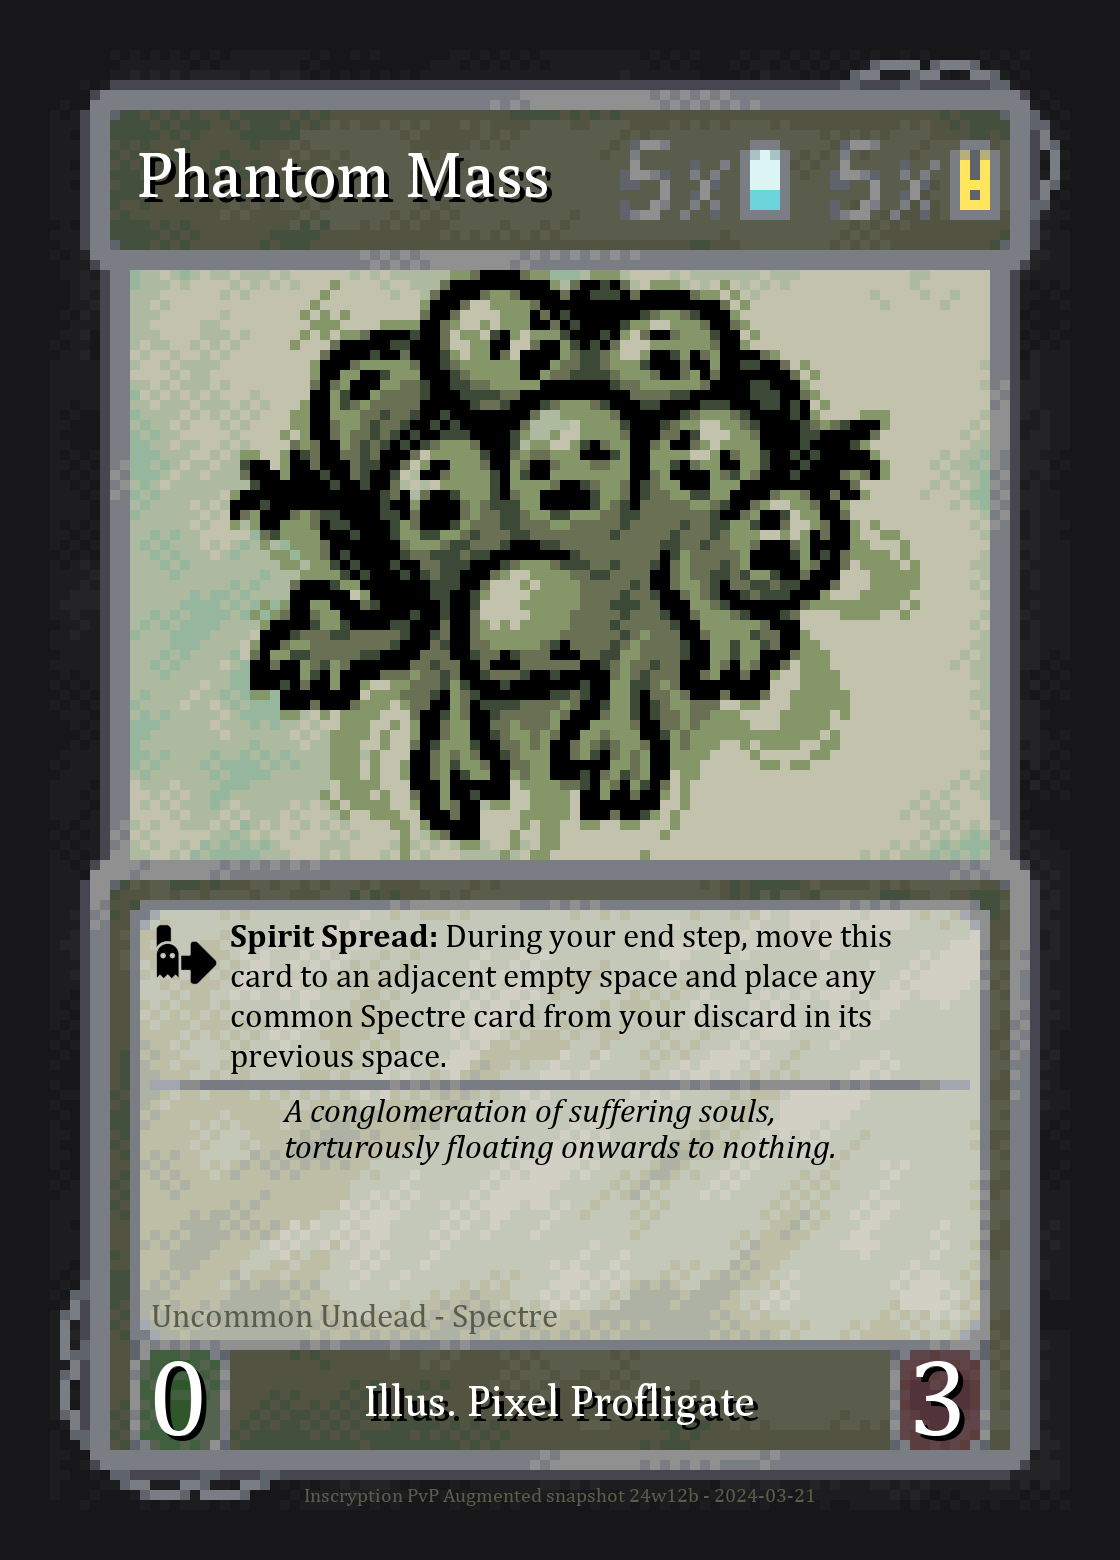 Phantom Mass 5x 5x
Spirit Spread: During your end step, move this
card to an adjacent empty space and place any
common Spectre card from your discard in its
previous space.
A conglomeration of suffering souls,
torturously floating onwards to nothing.
Uncommon Undead - Spectre
0 Illus. Pixel Profligate 3
Inscryption PvP Augmented snapshot 24w12b - 2024-03-21